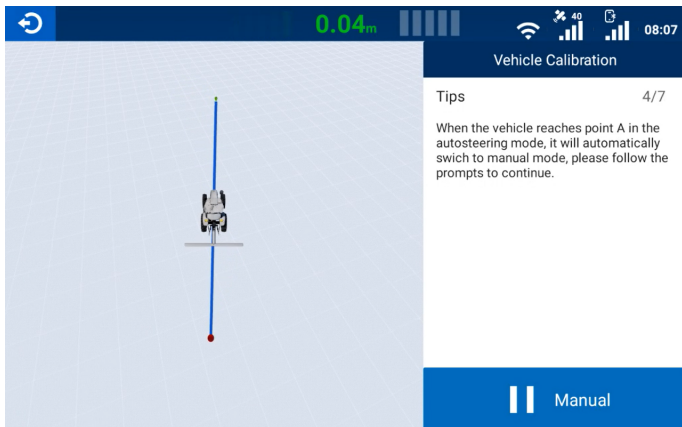 0.04m
40
08:07
Vehicle Calibration
Tips
4/7
When the vehicle reaches point A in the
autosteering mode, it will automatically
swich to manual mode, please follow the
prompts to continue.
Manual